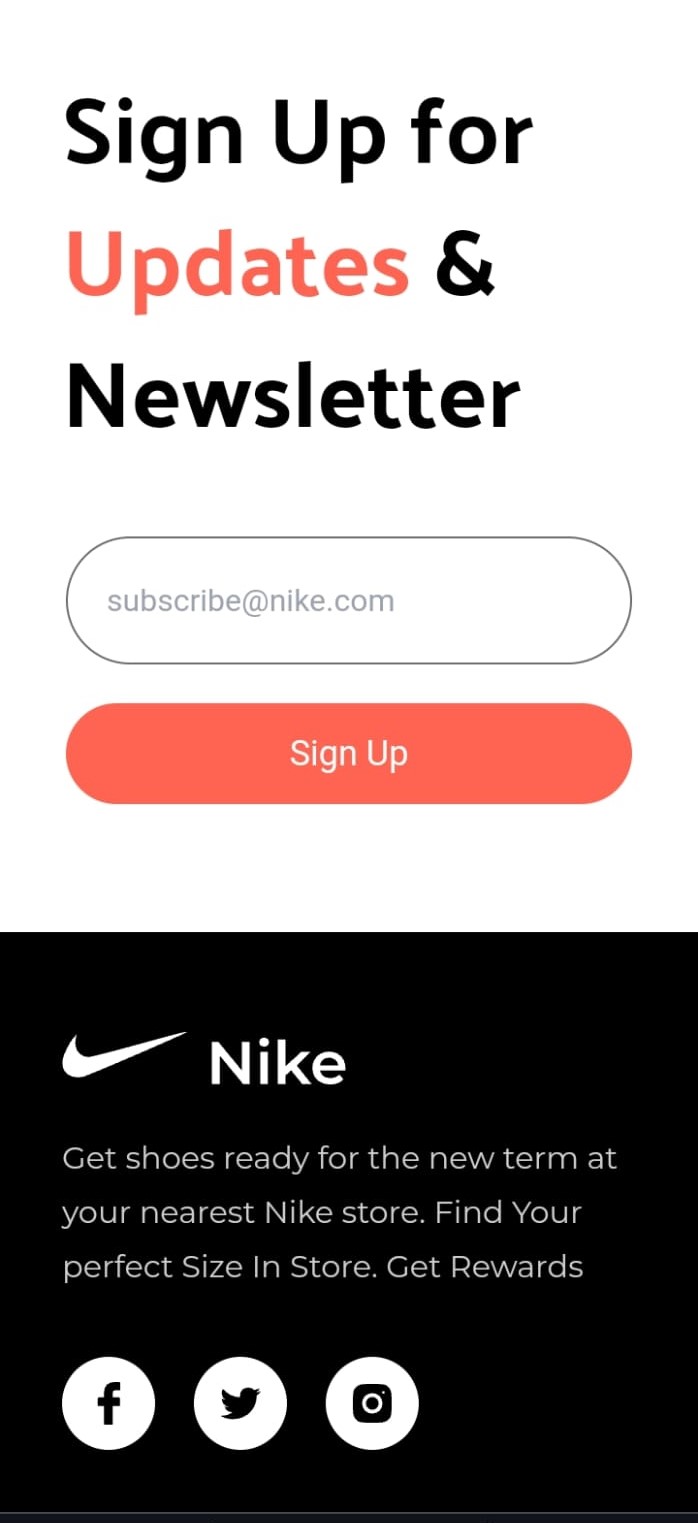 Sign Up for
Updates &
Newsletter
subscribe@nike.com
Sign Up
Nike
Get shoes ready for the new term at
your nearest Nike store. Find Your
perfect Size In Store. Get Rewards